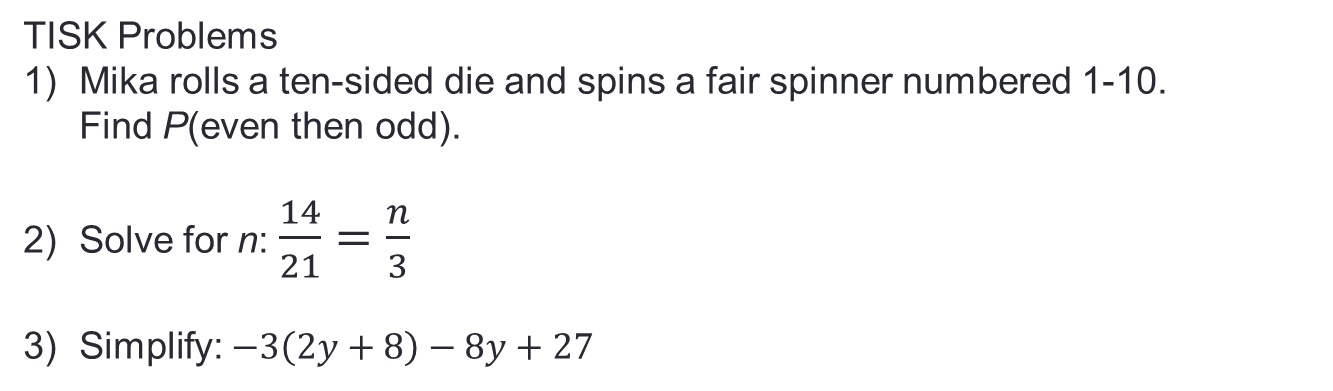 TISK Problems
1) Mika rolls a ten-sided die and spins a fair spinner numbered 1-10.
Find P(even then odd).
2) Solve for n: 14/21 = n/3
3) Simplify: −3(2y + 8) − 8y + 27